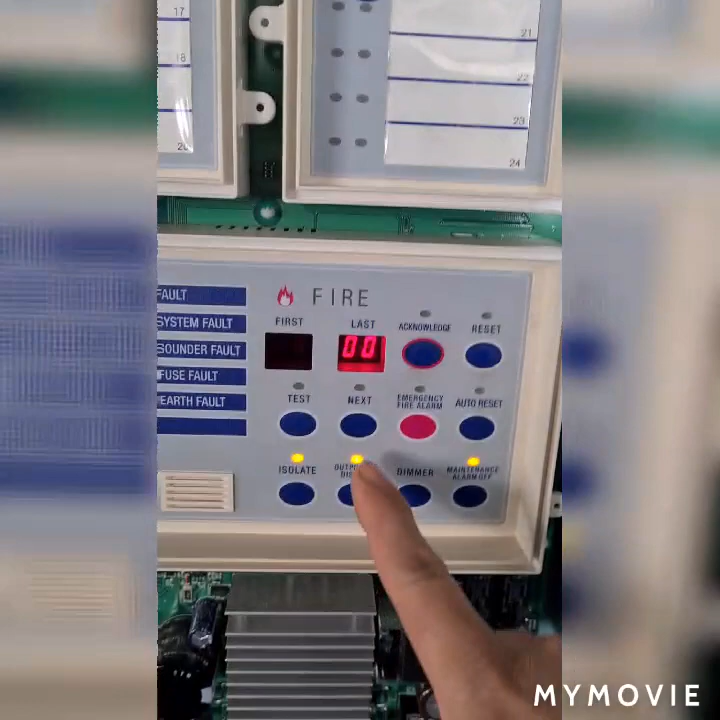 17
18
20
21
22
23
24
FAULT
SYSTEM FAULT
SOUNDER FAULT
FUSE FAULT
EARTH FAULT
FIRE
FIRST
LAST
00
ACKNOWLEDGE
RESET
TEST
NEXT
EMERGENCY
FIRE ALARM
AUTO RESET
ISOLATE
DIMMER
MAINTENANCE
ALARM OFF
MYMOVIE